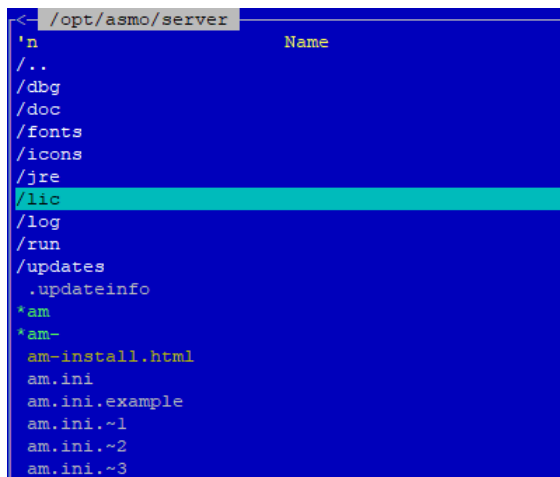 <- /opt/asmo/server
'n Name
/..
/dbg
/doc
/fonts
/icons
/jre
/lic
/log
/run
/updates
.updateinfo
*am
*am-
am-install.html
am.ini
am.ini.example
am.ini.~1
am.ini.~2
am.ini.~3